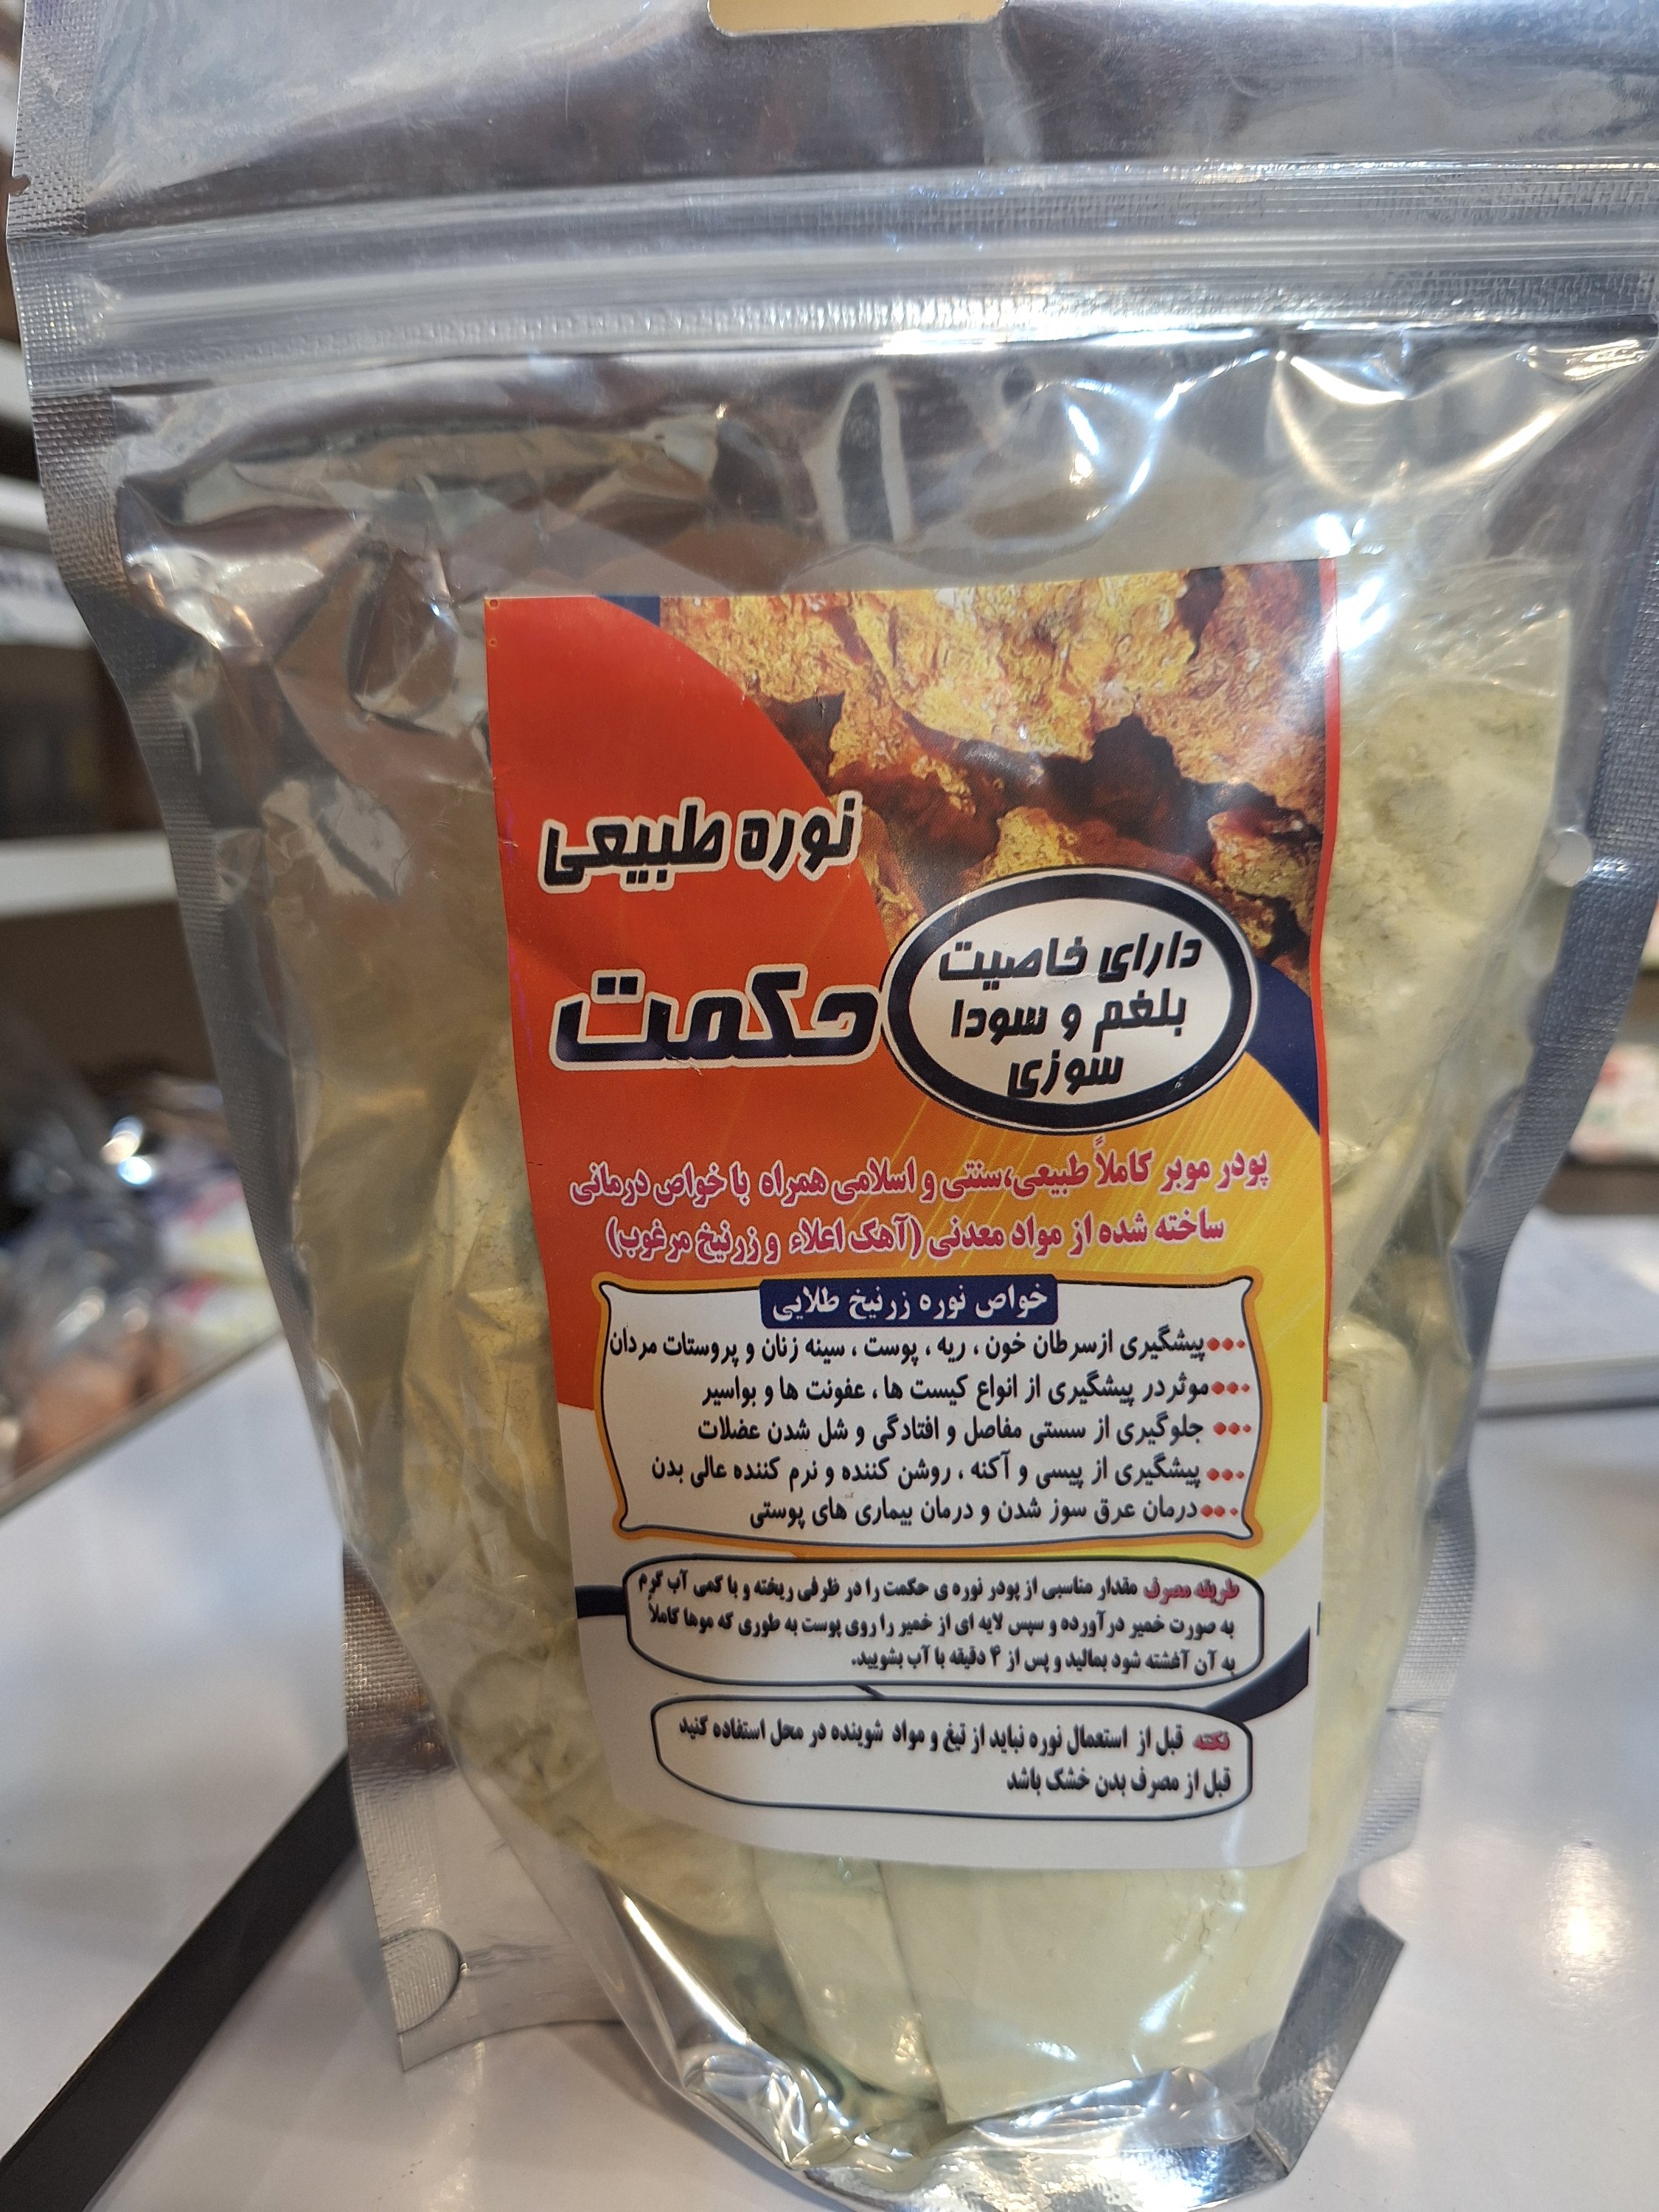 نوره طبیعی
حکمت
دارای خاصیت
بلغم و سودا
سوزی
پودر موبر کاملاً طبیعی،سنتی و اسلامی همراه با خواص درمانی
ساخته شده از مواد معدنی (آهک اعلاء و زرنیخ مرغوب)
خواص نوره زرنیخ طلایی
پیشگیری ازسرطان خون ، ریه ، پوست ، سینه زنان و پروستات مردان
موثردر پیشگیری از انواع کیست ها ، عفونت ها و بواسیر
جلوگیری از سستی مفاصل و افتادگی و شل شدن عضلات
پیشگیری از پیسی و آکنه ، روشن کننده و نرم کننده عالی بدن
درمان عرق سوز شدن و درمان بیماری های پوستی
طریقه مصرف مقدار مناسبی از پودر نوره ی حکمت را در ظرفی ریخته و با کمی آب گرم
به صورت خمیر درآورده و سپس لایه ای از خمیر را روی پوست به طوری که موها کاملاً
به آن آغشته شود بمالید و پس از ۴ دقیقه با آب بشویید.
نکته قبل از استعمال نوره نباید از تیغ و مواد شوینده در محل استفاده کنید
قبل از مصرف بدن خشک باشد